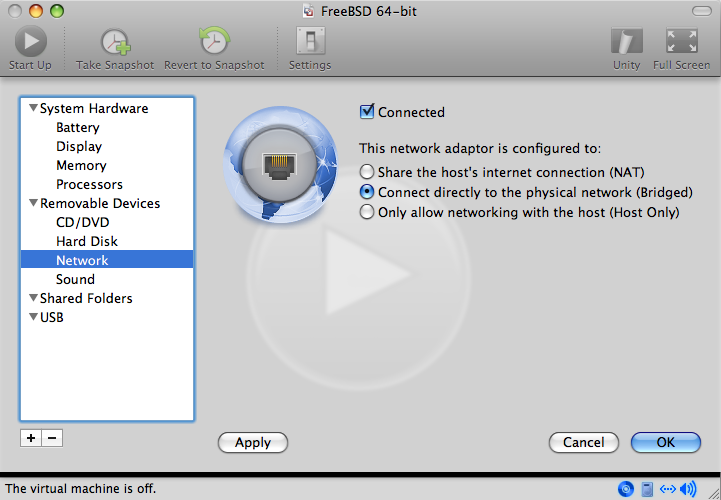 FreeBSD 64-bit
Start Up
Take Snapshot
Revert to Snapshot
Settings
Unity
Full Screen
System Hardware
Battery
Display
Memory
Processors
Removable Devices
CD/DVD
Hard Disk
Network
Sound
Shared Folders
USB
Connected
This network adaptor is configured to:
Share the host's internet connection (NAT)
Connect directly to the physical network (Bridged)
Only allow networking with the host (Host Only)
Apply
Cancel
OK
The virtual machine is off.